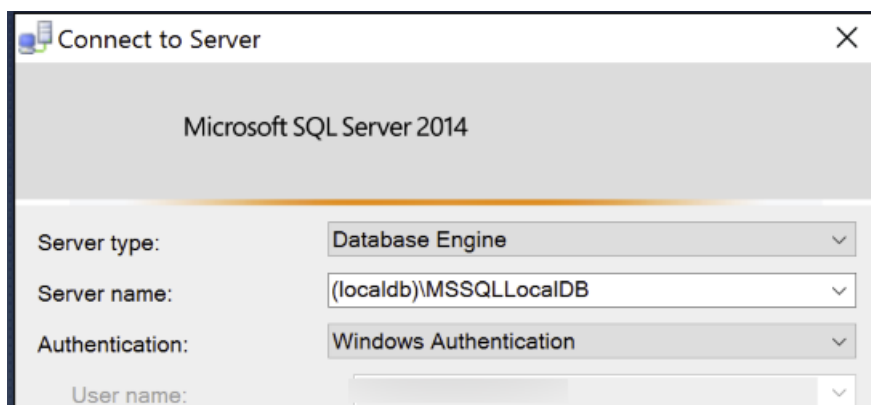 Connect to Server
Microsoft SQL Server 2014
Server type: Database Engine
Server name: (localdb)\MSSQLLocalDB
Authentication: Windows Authentication
User name: